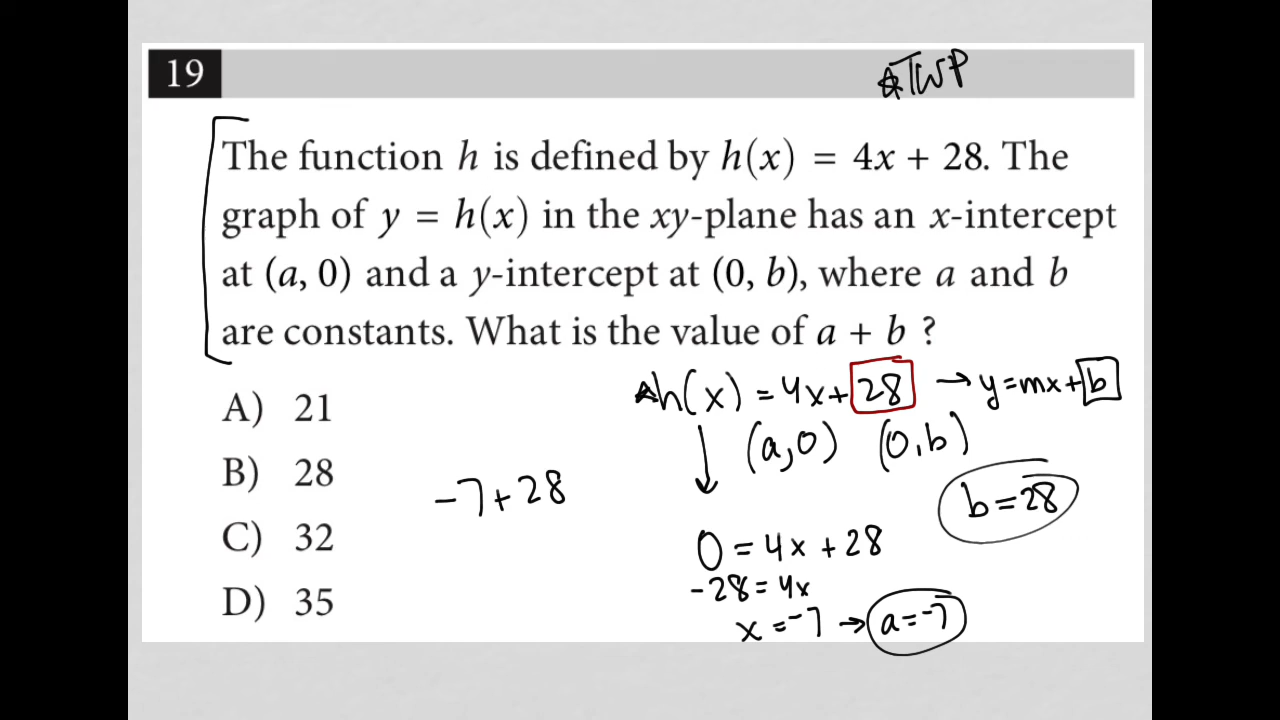 19
☆TWP
The function h is defined by h(x) = 4x + 28. The
graph of y = h(x) in the xy-plane has an x-intercept
at (a, 0) and a y-intercept at (0, b), where a and b
are constants. What is the value of a + b ?
h(x) = 4x + 28 → y = mx + b
A) 21
(a, 0) (0, b)
B) 28
-7 + 28
b = 28
C) 32
0 = 4x + 28
-28 = 4x
D) 35
x = -7 → a = -7